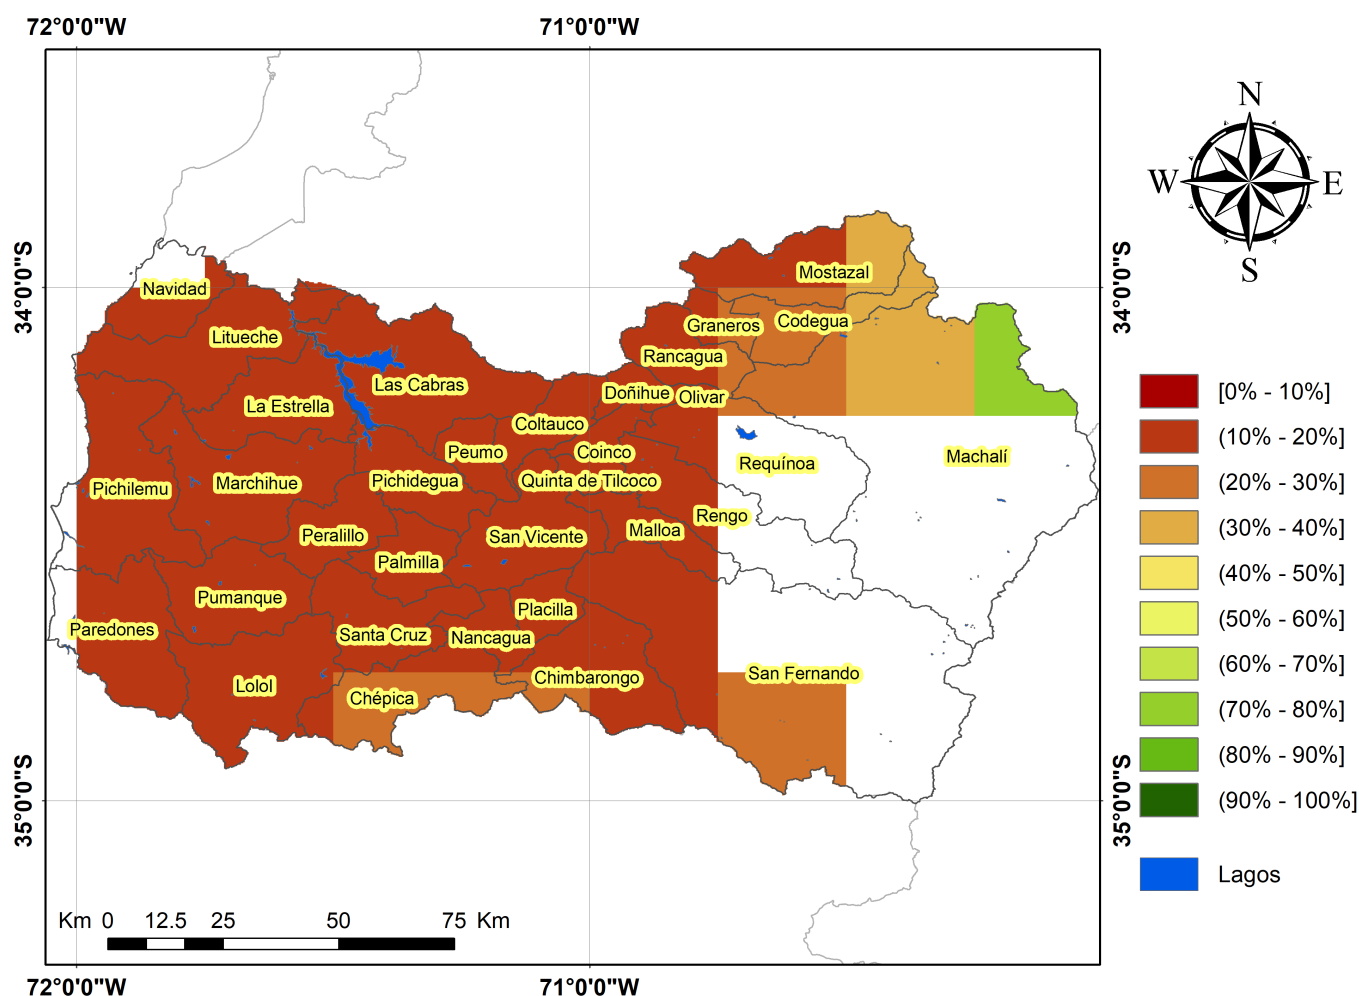 72°0'0"W
71°0'0"W
N
W
E
S
34°0'0"S
34°0'0"S
Mostazal
Navidad
Graneros
Codegua
Litueche
Rancagua
Las Cabras
Doñihue
Olivar
La Estrella
Coltauco
Peumo
Coinco
Requínoa
Machalí
Pichilemu
Marchihue
Pichidegua
Quinta de Tilcoco
Rengo
Peralillo
San Vicente
Malloa
Palmilla
Pumanque
Placilla
Paredones
Santa Cruz
Nancagua
Lolol
Chépica
Chimbarongo
San Fernando
[0% - 10%]
(10% - 20%]
(20% - 30%]
(30% - 40%]
(40% - 50%]
(50% - 60%]
(60% - 70%]
(70% - 80%]
(80% - 90%]
(90% - 100%]
Lagos
35°0'0"S
35°0'0"S
Km 0 12.5 25 50 75 Km
72°0'0"W
71°0'0"W